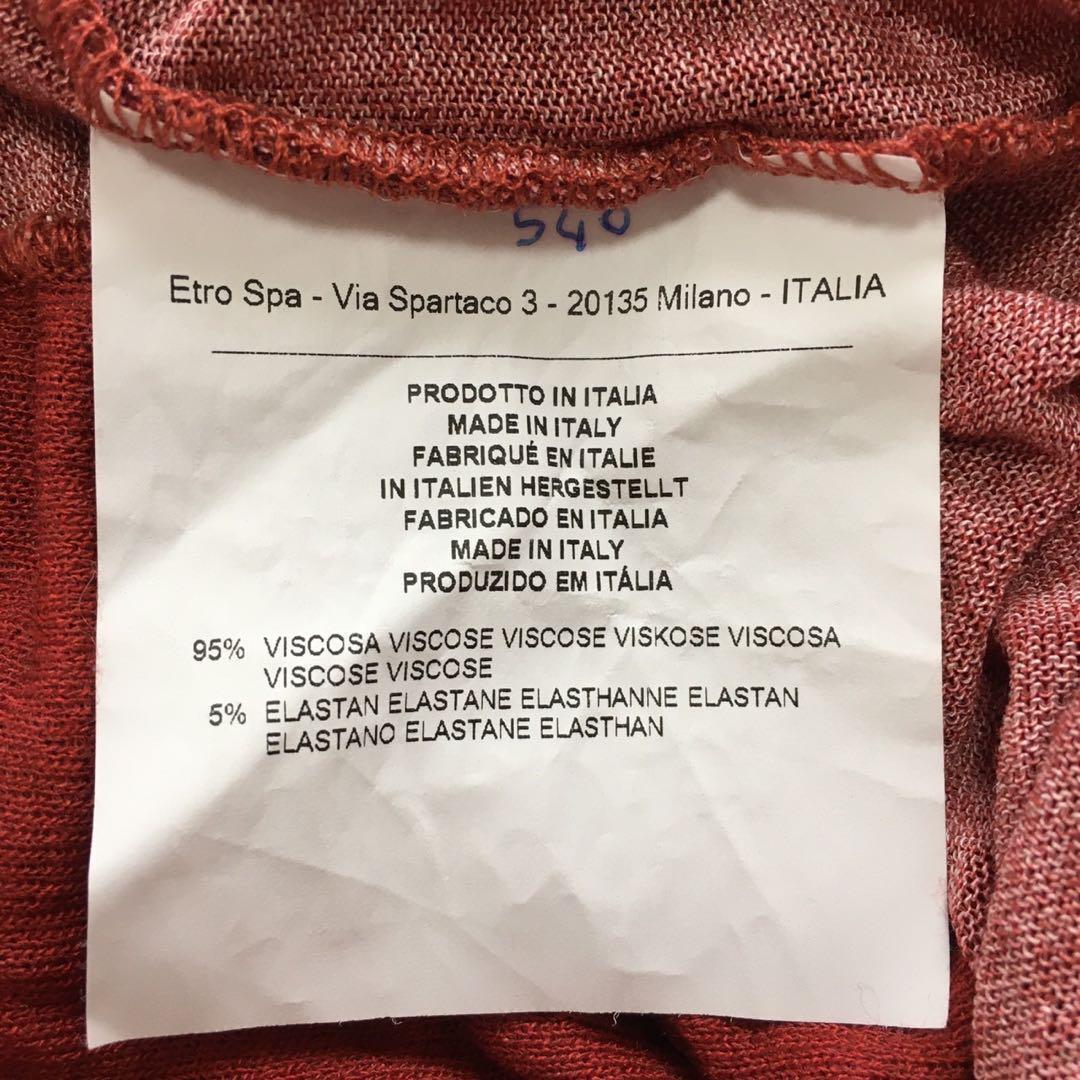 540
Etro Spa - Via Spartaco 3 - 20135 Milano - ITALIA
PRODOTTO IN ITALIA
MADE IN ITALY
FABRIQUÉ EN ITALIE
IN ITALIEN HERGESTELLT
FABRICADO EN ITALIA
MADE IN ITALY
PRODUZIDO EM ITÁLIA
95% VISCOSA VISCOSE VISCOSE VISKOSE VISCOSA
VISCOSE VISCOSE
5% ELASTAN ELASTANE ELASTHANNE ELASTAN
ELASTANO ELASTANE ELASTHAN